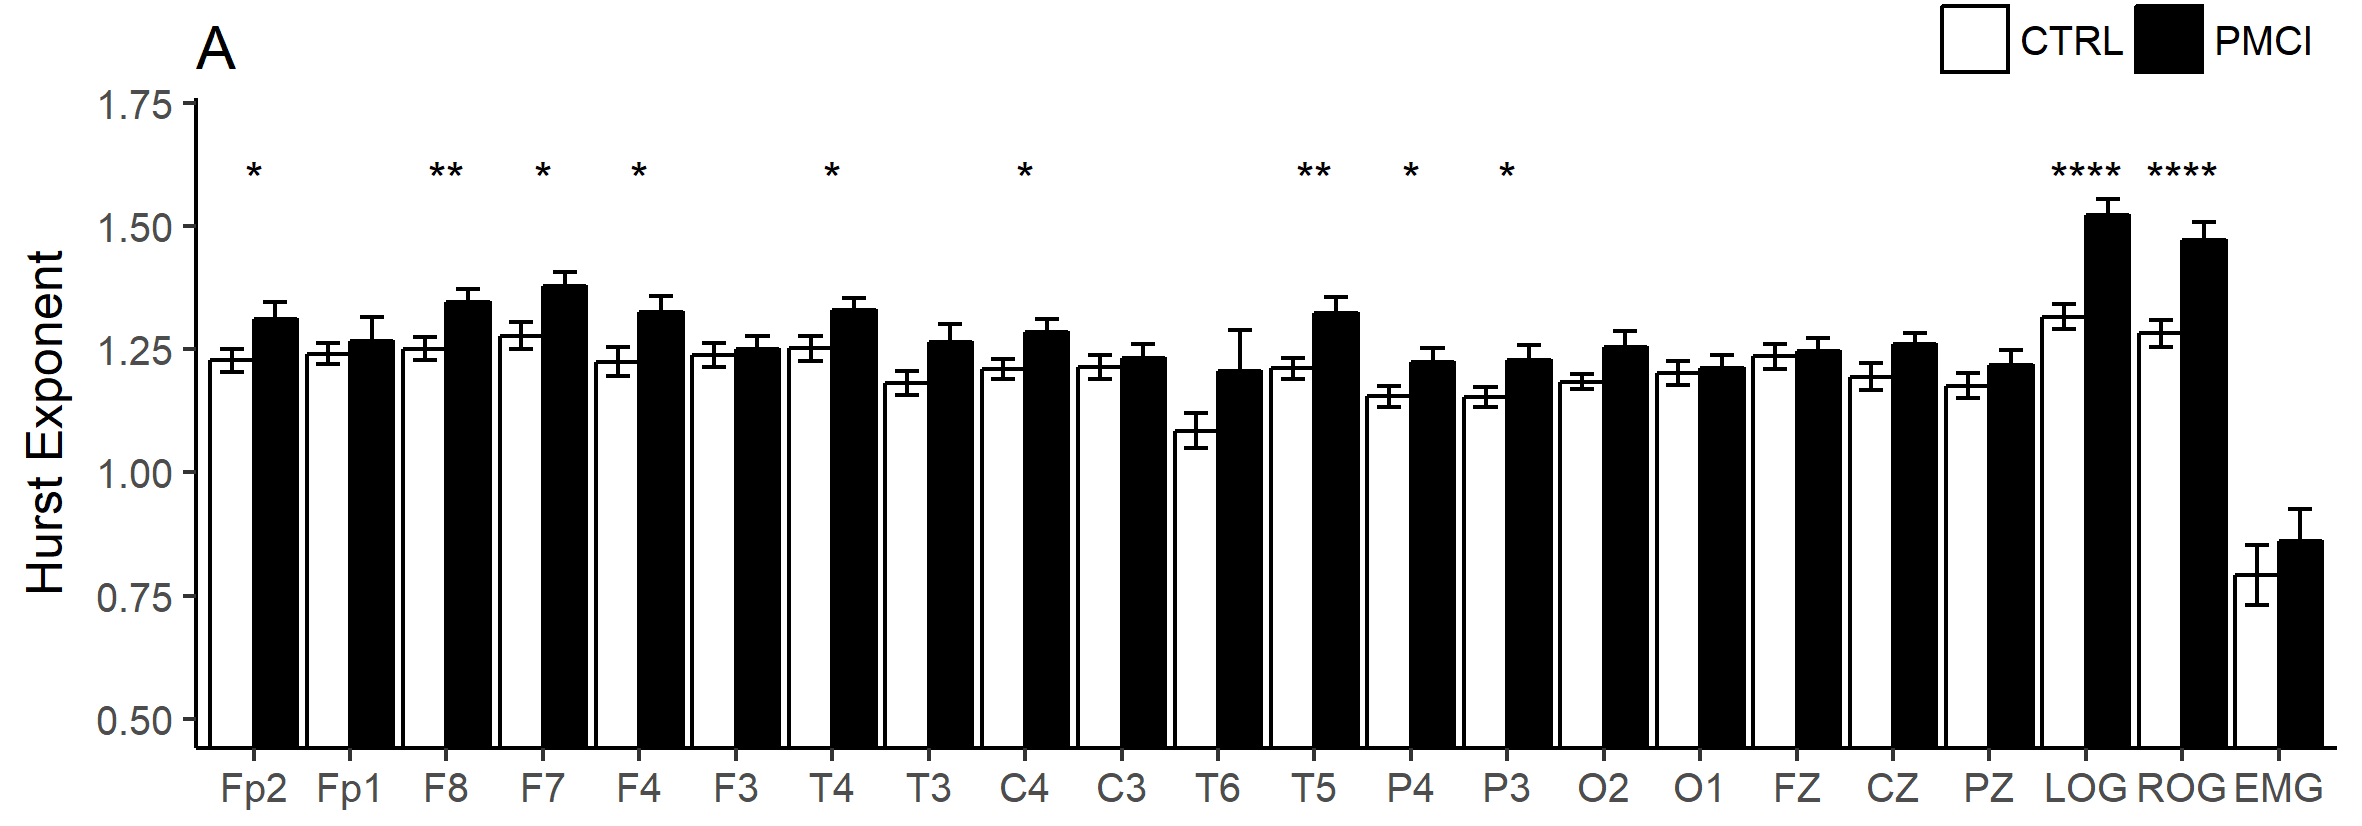 A
CTRL PMCI
Hurst Exponent
1.75
1.50
1.25
1.00
0.75
0.50
* ** * * * * ** * * **** ****
Fp2 Fp1 F8 F7 F4 F3 T4 T3 C4 C3 T6 T5 P4 P3 O2 O1 FZ CZ PZ LOG ROG EMG